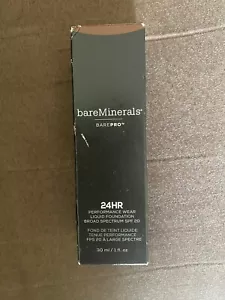 bareMinerals®
BAREPRO™
24HR
PERFORMANCE WEAR
LIQUID FOUNDATION
BROAD SPECTRUM SPF 20
FOND DE TEINT LIQUIDE
TENUE PERFORMANCE
FPS 20 À LARGE SPECTRE
30 ml / 1 fl. oz.